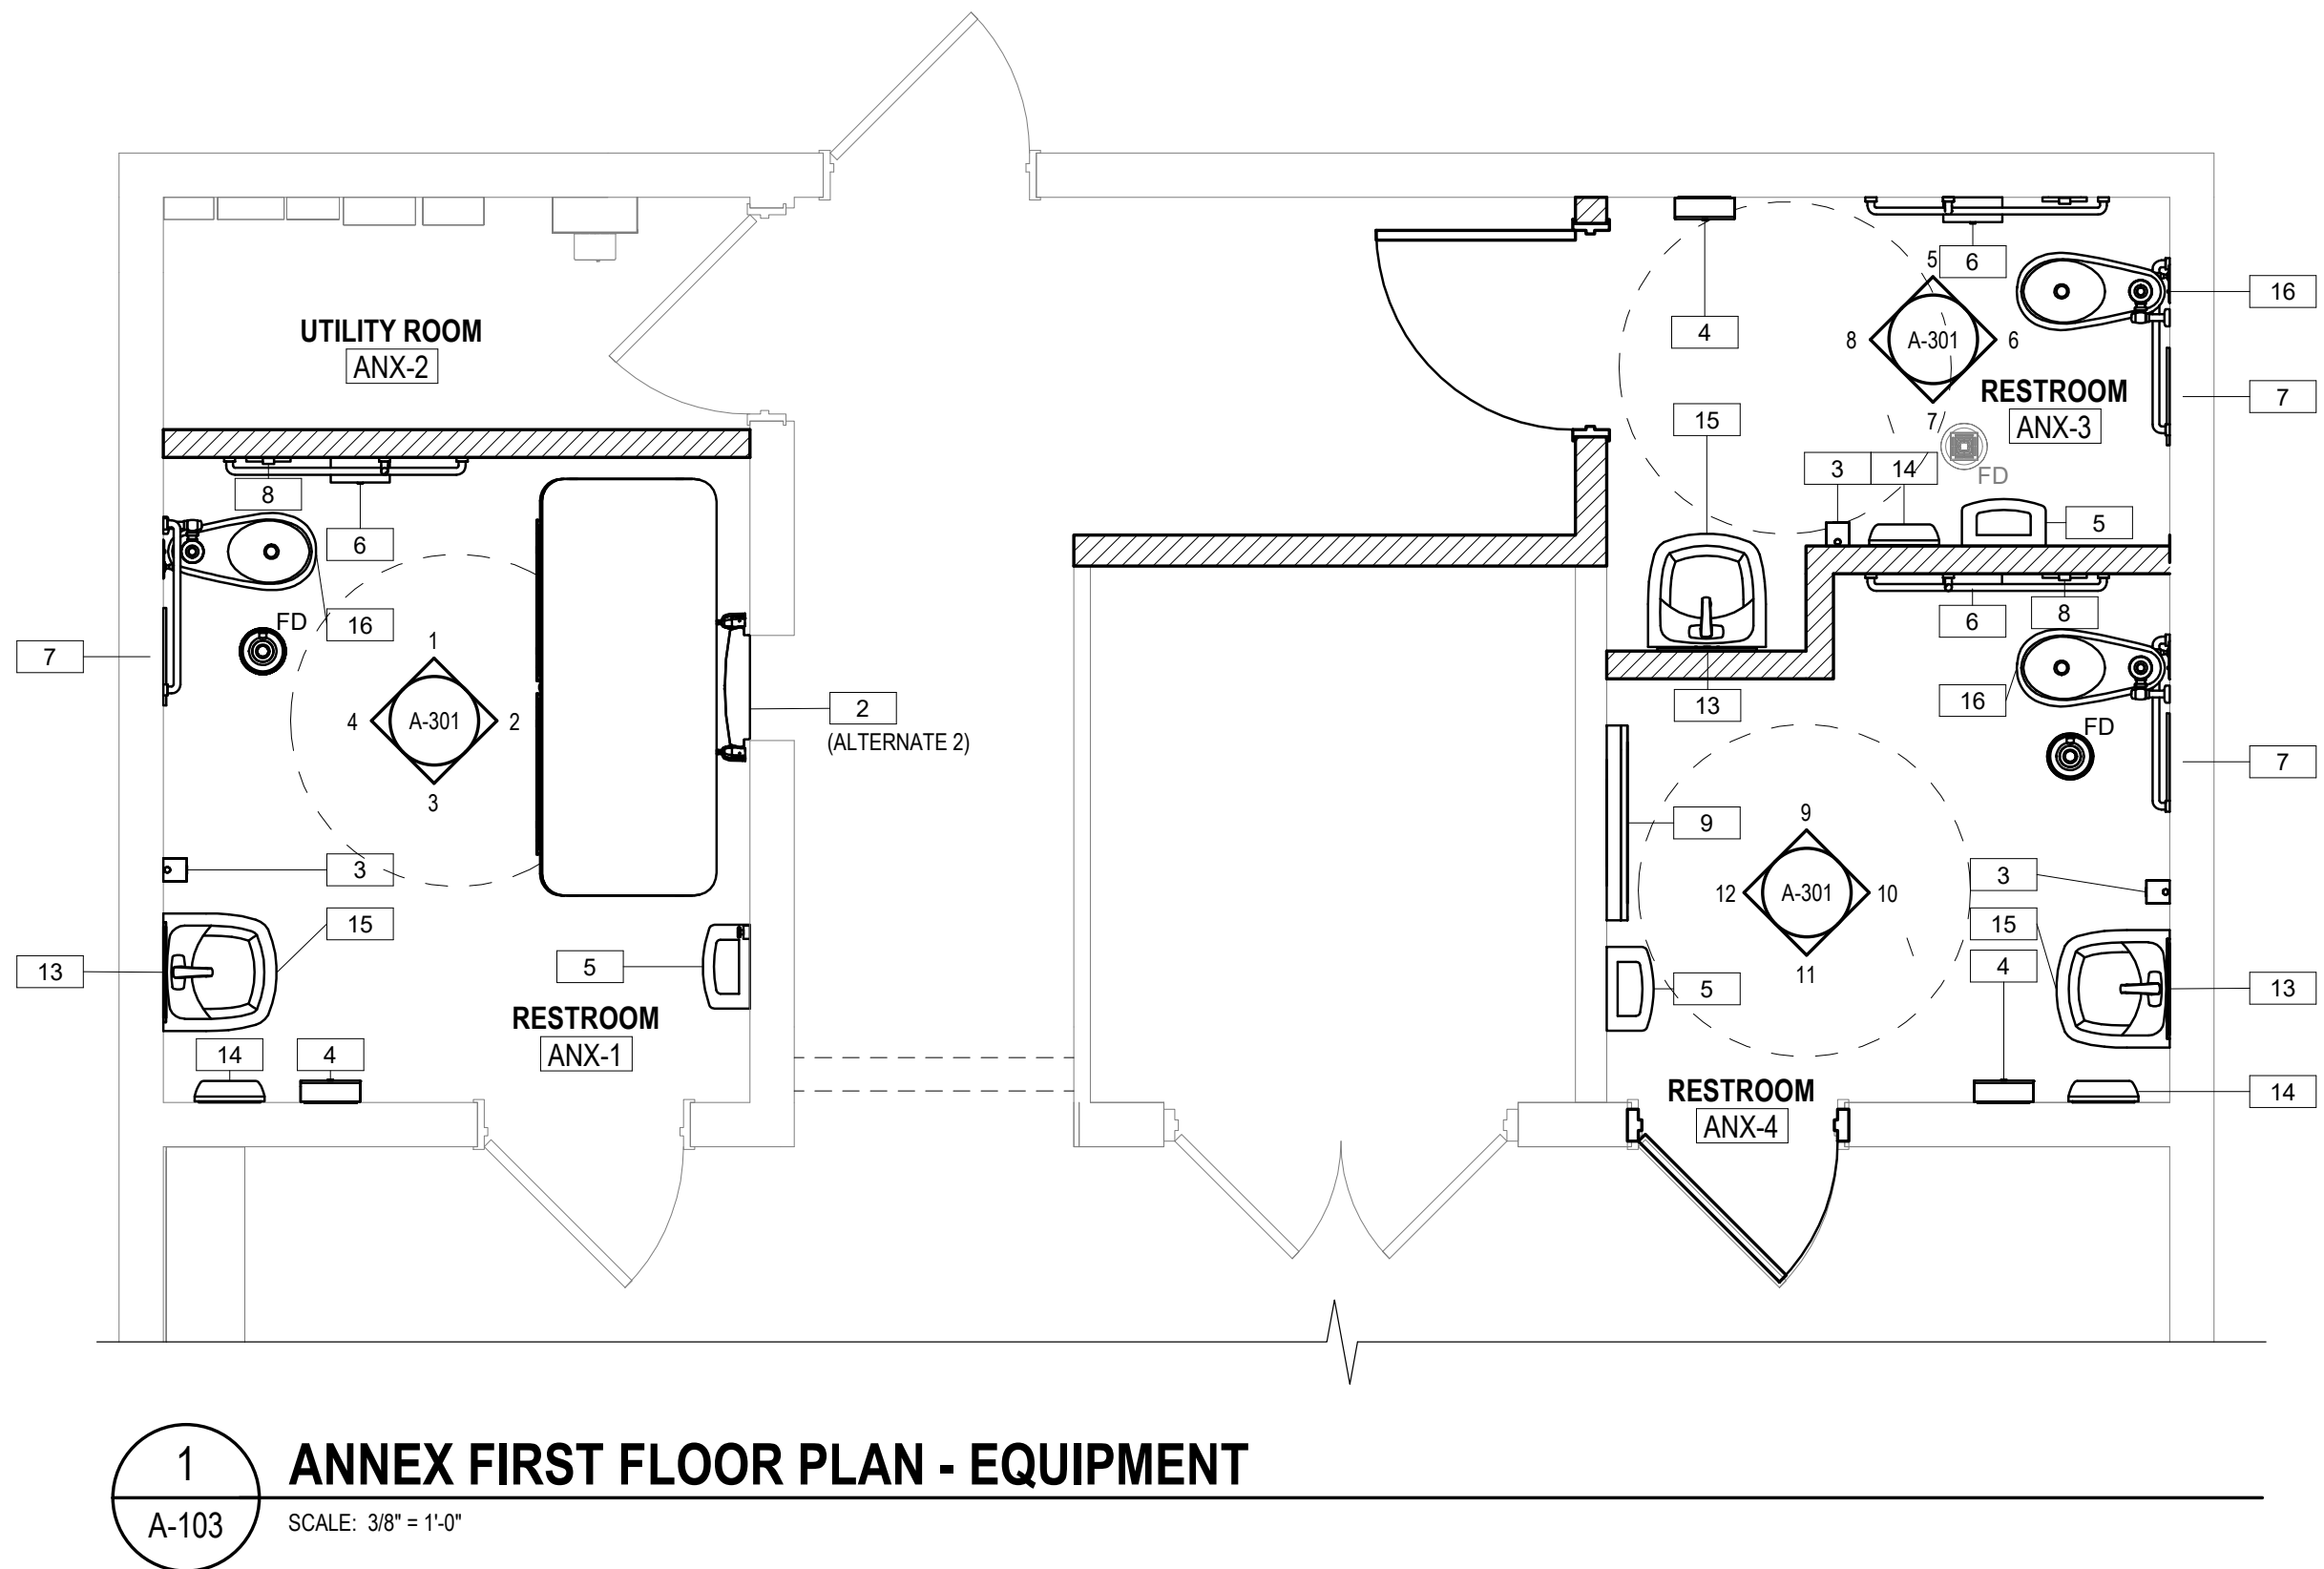 UTILITY ROOM
ANX-2
8
6
16
FD
7
1
4
A-301
2
3
2
(ALTERNATE 2)
3
15
13
5
RESTROOM
ANX-1
14
4
4
6
5
8
A-301
6
7
16
RESTROOM
ANX-3
7
15
3
14
FD
5
13
6
8
16
FD
7
9
9
12
A-301
10
11
3
15
4
5
13
RESTROOM
ANX-4
14
1
A-103
ANNEX FIRST FLOOR PLAN - EQUIPMENT
SCALE: 3/8" = 1'-0"